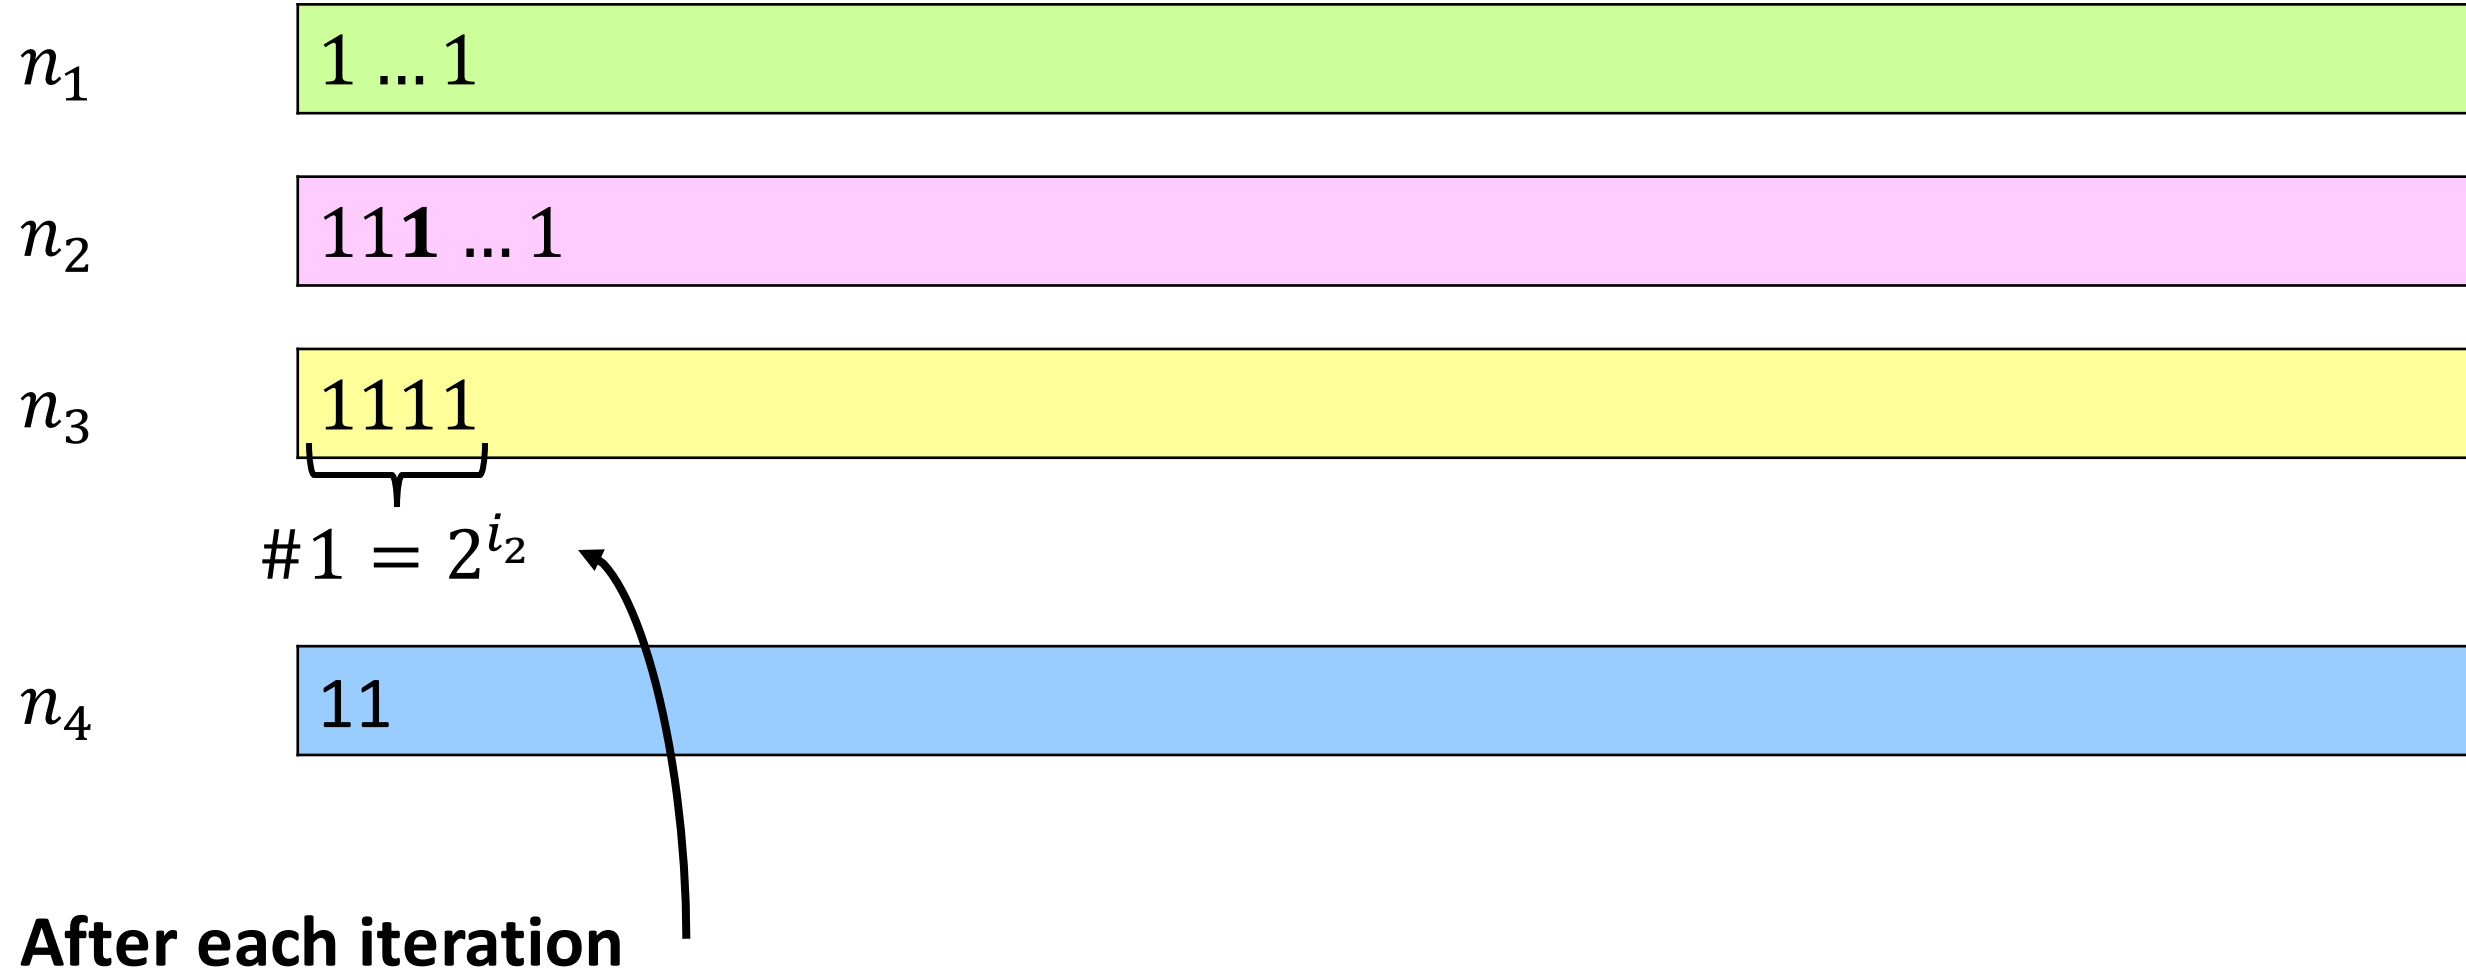 n₁ 1 … 1
n₂ 111 … 1
n₃ 1111
#1 = 2^{i₂}
n₄ 11
After each iteration